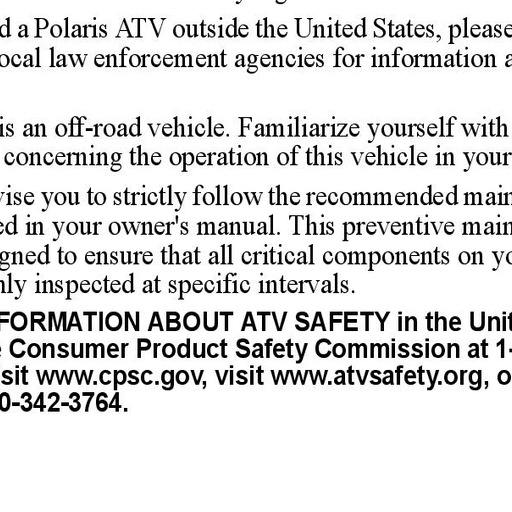 d a Polaris ATV outside the United States, please
ocal law enforcement agencies for information a
is an off-road vehicle. Familiarize yourself with
concerning the operation of this vehicle in your
vise you to strictly follow the recommended main
ed in your owner's manual. This preventive main
gned to ensure that all critical components on yo
hly inspected at specific intervals.
FORMATION ABOUT ATV SAFETY in the Unit
e Consumer Product Safety Commission at 1-
sit www.cpsc.gov, visit www.atvsafety.org, o
0-342-3764.